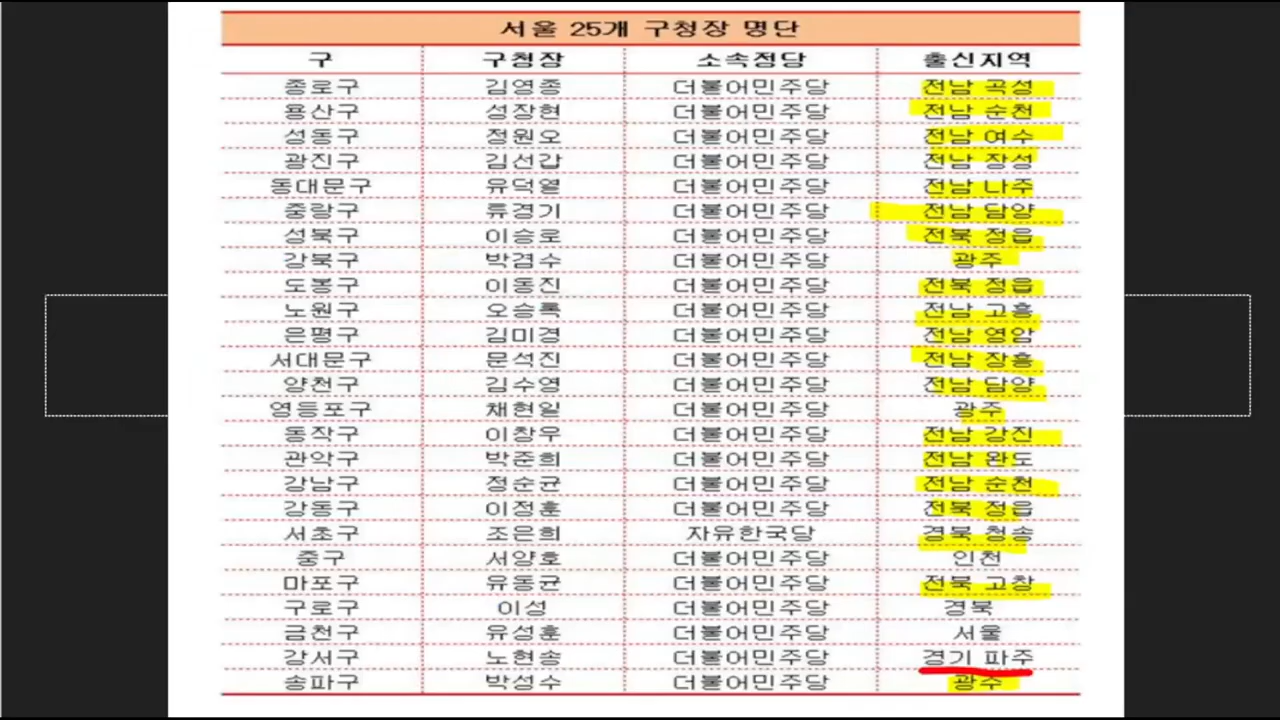 서울 25개 구청장 명단
구 구청장 소속정당 출신지역
종로구 김영종 더불어민주당 전남 곡성
용산구 성장현 더불어민주당 전남 순천
성동구 정원오 더불어민주당 전남 여수
광진구 김선갑 더불어민주당 전남 장성
동대문구 유덕열 더불어민주당 전남 나주
중랑구 류경기 더불어민주당 전남 담양
성북구 이승로 더불어민주당 전북 정읍
강북구 박겸수 더불어민주당 광주
도봉구 이동진 더불어민주당 전북 정읍
노원구 오승록 더불어민주당 전남 고흥
은평구 김미경 더불어민주당 전남 영암
서대문구 문석진 더불어민주당 전남 장흥
양천구 김수영 더불어민주당 전남 담양
영등포구 채현일 더불어민주당 광주
동작구 이창우 더불어민주당 전남 강진
관악구 박준희 더불어민주당 전남 완도
강남구 정순균 더불어민주당 전남 순천
강동구 이정훈 더불어민주당 전북 정읍
서초구 조은희 자유한국당 경북 청송
중구 서양호 더불어민주당 인천
마포구 유동균 더불어민주당 전북 고창
구로구 이성 더불어민주당 경북
금천구 유성훈 더불어민주당 서울
강서구 노현송 더불어민주당 경기 파주
송파구 박성수 더불어민주당 광주